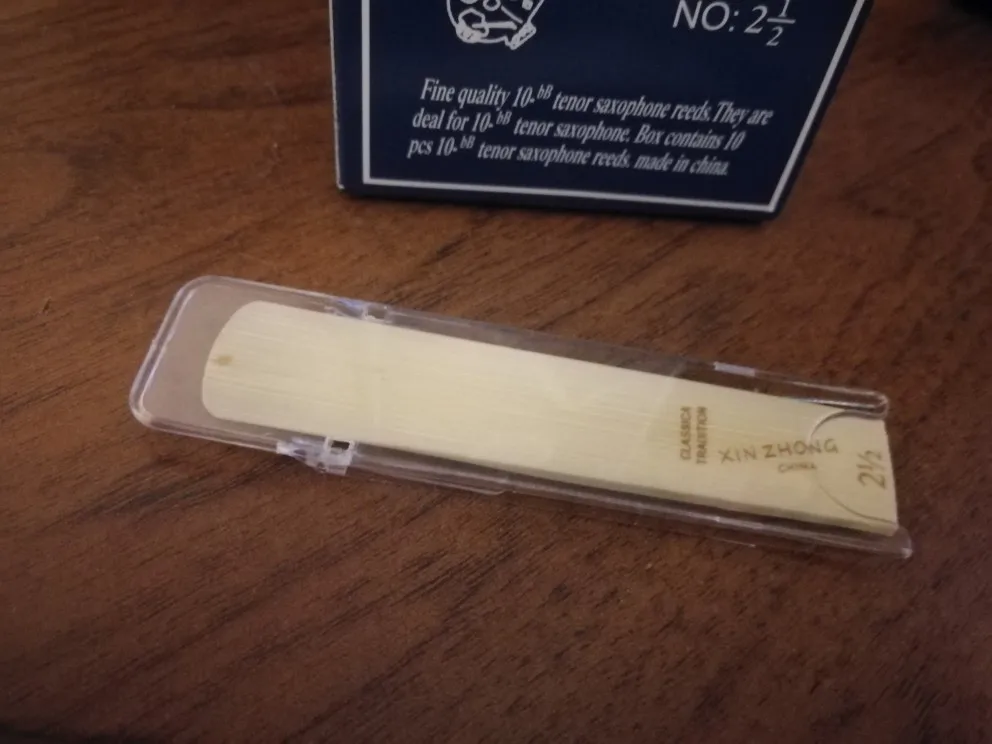 NO: 2 1/2
Fine quality 10-bB tenor saxophone reeds. They are
deal for 10-bB tenor saxophone. Box contains 10
pcs 10-bB tenor saxophone reeds. made in china.
CLASSICA
TRADITION
XIN ZHONG
CHINA
2½